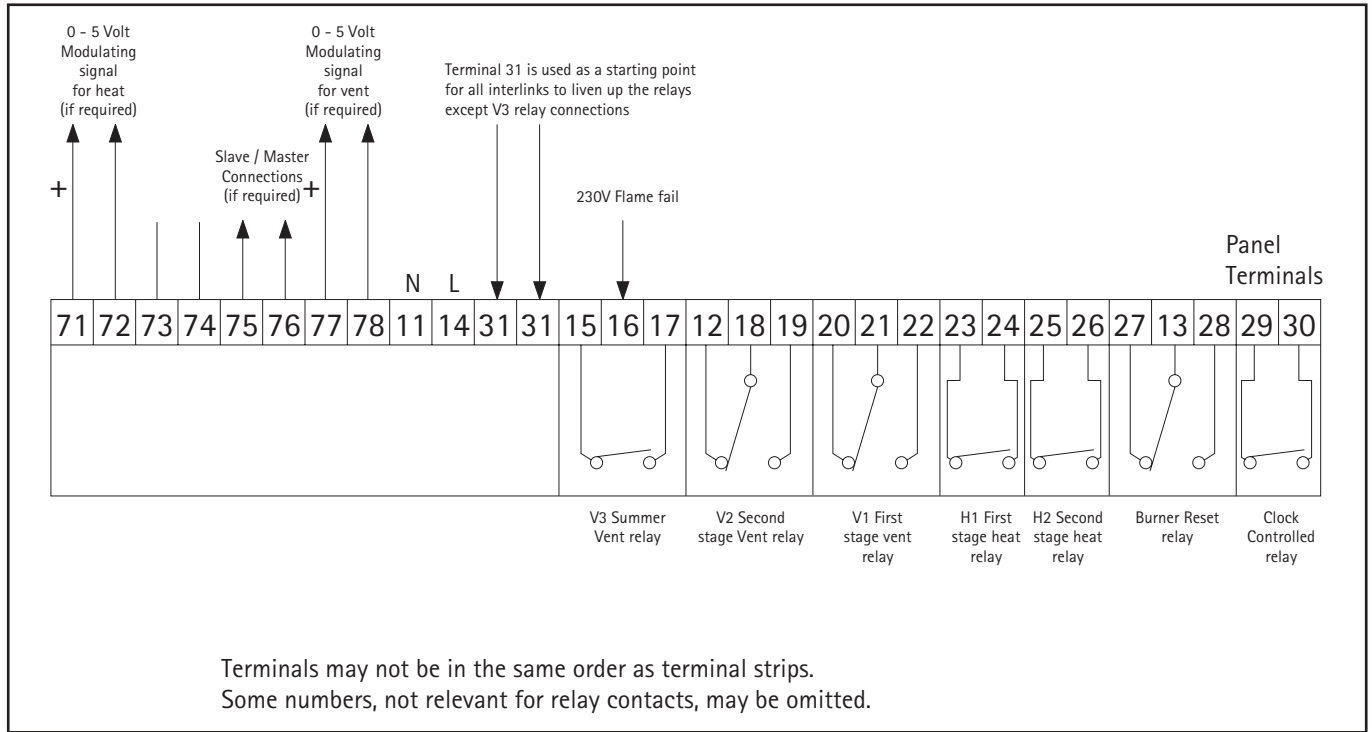 0 - 5 Volt
Modulating
signal
for heat
(if required)
0 - 5 Volt
Modulating
signal
for vent
(if required)
Terminal 31 is used as a starting point
for all interlinks to liven up the relays
except V3 relay connections
Slave / Master
Connections
(if required)
+
+
230V Flame fail
Panel
Terminals
N L
71 72 73 74 75 76 77 78 11 14 31 31 15 16 17 12 18 19 20 21 22 23 24 25 26 27 13 28 29 30
V3 Summer
Vent relay
V2 Second
stage Vent relay
V1 First
stage vent
relay
H1 First
stage heat
relay
H2 Second
stage heat
relay
Burner Reset
relay
Clock
Controlled
relay
Terminals may not be in the same order as terminal strips.
Some numbers, not relevant for relay contacts, may be omitted.